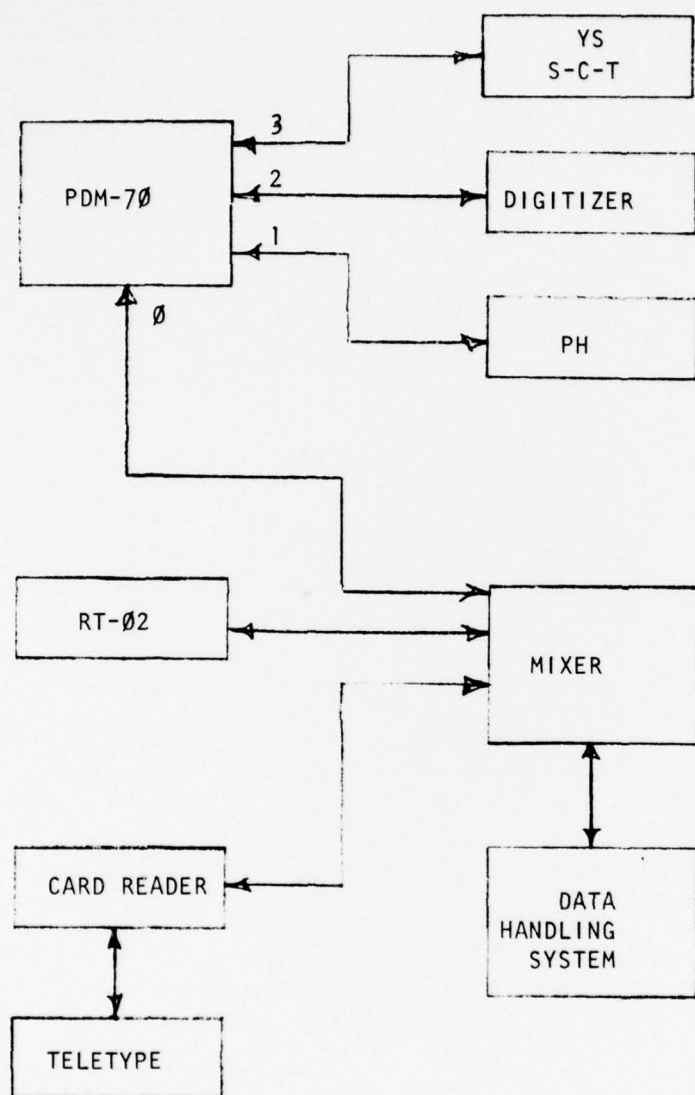 YS
S-C-T
3
PDM-7Ø
2
DIGITIZER
1
Ø
PH
RT-Ø2
MIXER
CARD READER
DATA
HANDLING
SYSTEM
TELETYPE